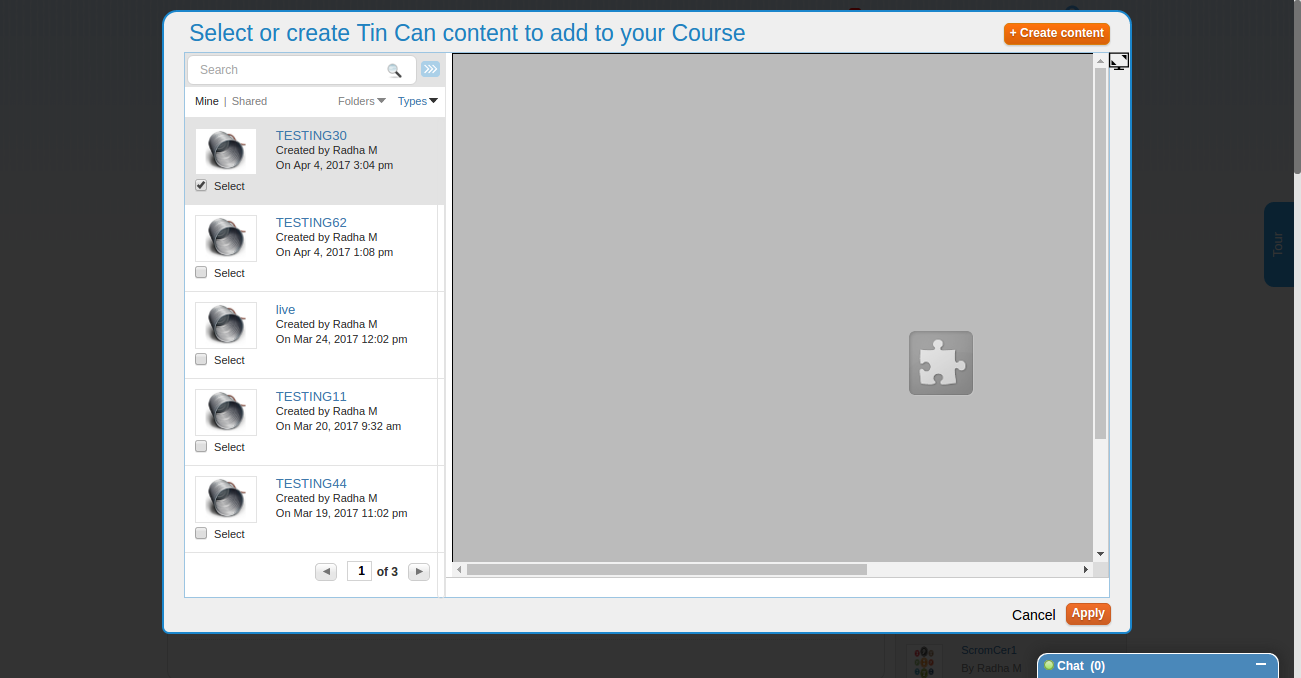 Select or create Tin Can content to add to your Course
+ Create content
Search
Mine | Shared
Folders
Types
TESTING30
Created by Radha M
On Apr 4, 2017 3:04 pm
Select
TESTING62
Created by Radha M
On Apr 4, 2017 1:08 pm
Select
live
Created by Radha M
On Mar 24, 2017 12:02 pm
Select
TESTING11
Created by Radha M
On Mar 20, 2017 9:32 am
Select
TESTING44
Created by Radha M
On Mar 19, 2017 11:02 pm
Select
1 of 3
Cancel
Apply
Tour
ScromCer1
By Radha M
Chat (0)